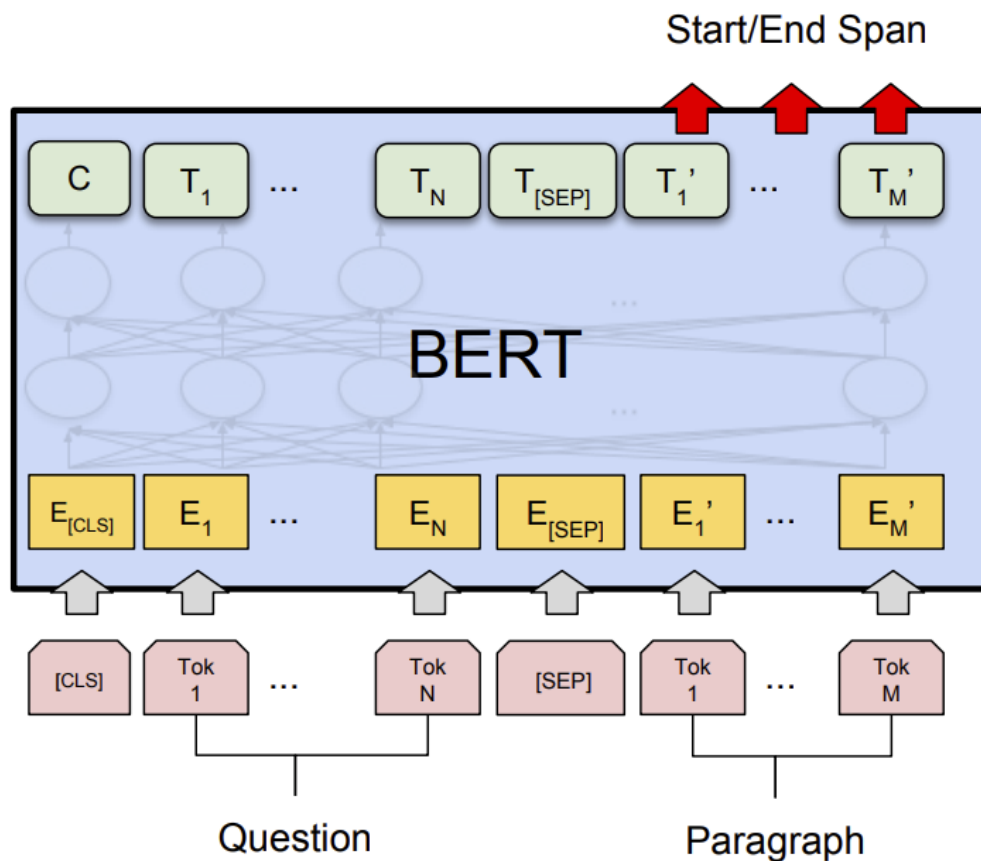 Start/End Span
C T1 ... TN T[SEP] T1’ ... TM’
...
BERT
...
E[CLS] E1 ... EN E[SEP] E1’ ... EM’
[CLS] Tok 1 ... Tok N [SEP] Tok 1 ... Tok M
Question Paragraph